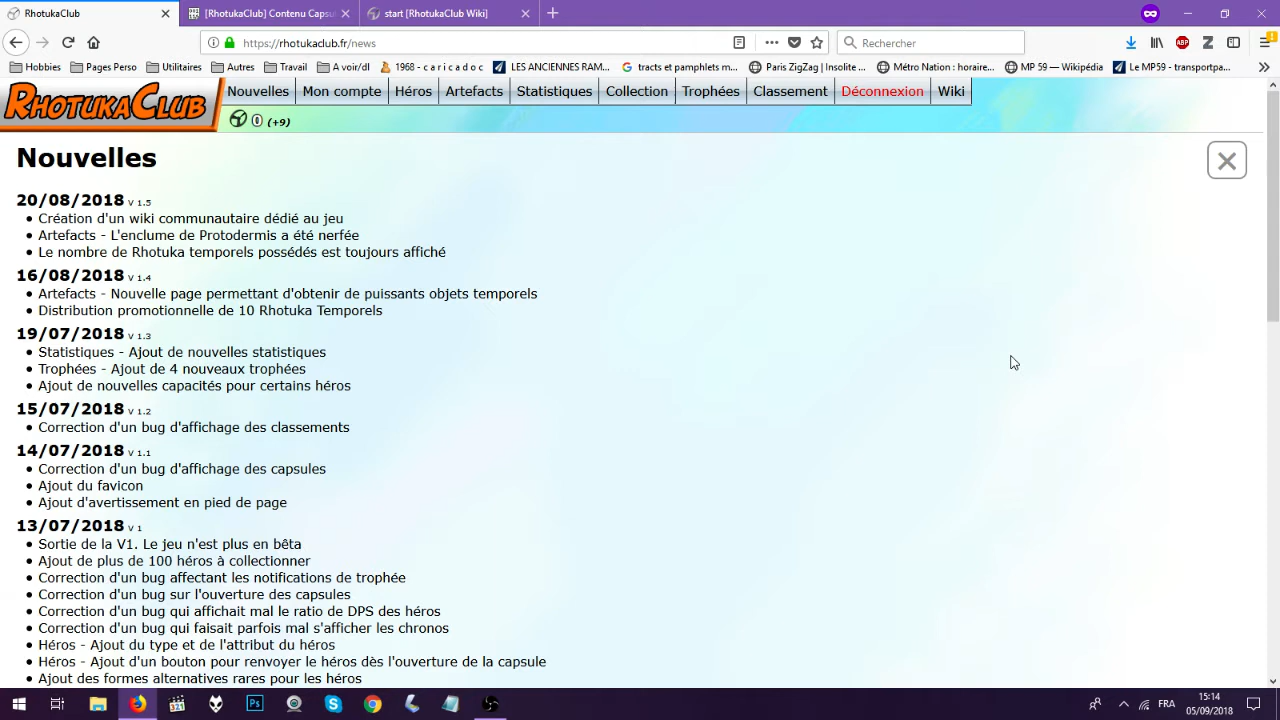 RhotukaClub
[RhotukaClub] Contenu Capsu
start [RhotukaClub Wiki]
https://rhotukaclub.fr/news
Rechercher
Hobbies
Pages Perso
Utilitaires
Autres
Travail
A voir/dl
1968 - c a r i c a d o c
LES ANCIENNES RAM...
tracts et pamphlets m...
Paris ZigZag | Insolite ...
Métro Nation : horaire...
MP 59 — Wikipédia
Le MP59 - transportpa...
RHOTUKACLUB
Nouvelles
Mon compte
Héros
Artefacts
Statistiques
Collection
Trophées
Classement
Déconnexion
Wiki
0 (+9)
Nouvelles
20/08/2018 v 1.5
• Création d'un wiki communautaire dédié au jeu
• Artefacts - L'enclume de Protodermis a été nerfée
• Le nombre de Rhotuka temporels possédés est toujours affiché
16/08/2018 v 1.4
• Artefacts - Nouvelle page permettant d'obtenir de puissants objets temporels
• Distribution promotionnelle de 10 Rhotuka Temporels
19/07/2018 v 1.3
• Statistiques - Ajout de nouvelles statistiques
• Trophées - Ajout de 4 nouveaux trophées
• Ajout de nouvelles capacités pour certains héros
15/07/2018 v 1.2
• Correction d'un bug d'affichage des classements
14/07/2018 v 1.1
• Correction d'un bug d'affichage des capsules
• Ajout du favicon
• Ajout d'avertissement en pied de page
13/07/2018 v 1
• Sortie de la V1. Le jeu n'est plus en bêta
• Ajout de plus de 100 héros à collectionner
• Correction d'un bug affectant les notifications de trophée
• Correction d'un bug sur l'ouverture des capsules
• Correction d'un bug qui affichait mal le ratio de DPS des héros
• Correction d'un bug qui faisait parfois mal s'afficher les chronos
• Héros - Ajout du type et de l'attribut du héros
• Héros - Ajout d'un bouton pour renvoyer le héros dès l'ouverture de la capsule
• Ajout des formes alternatives rares pour les héros
FRA
15:14
05/09/2018